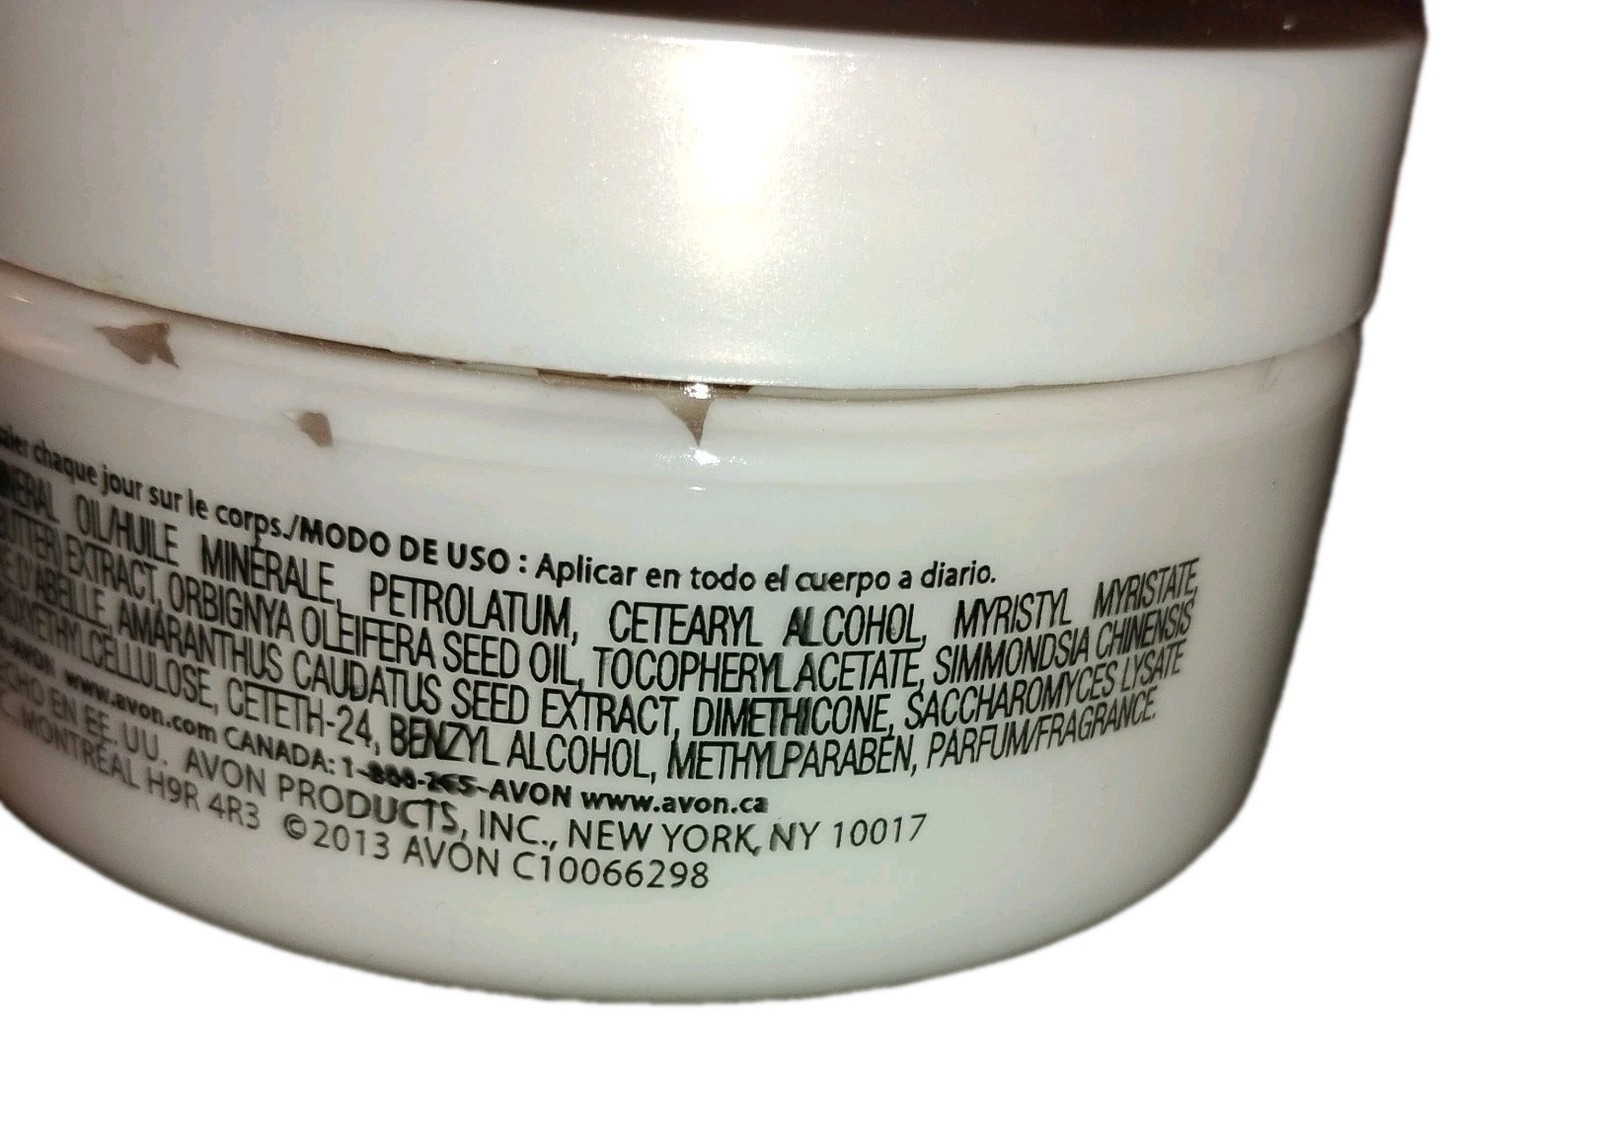 chaque jour sur le corps./MODO DE USO : Aplicar en todo el cuerpo a diario.
OIL/HUILE MINÉRALE, PETROLATUM, CETEARYL ALCOHOL, MYRISTYL MYRISTATE,
BUTTER) EXTRACT, ORBIGNYA OLEIFERA SEED OIL, TOCOPHERYL ACETATE, SIMMONDSIA CHINENSIS
D'ABEILLE, AMARANTHUS CAUDATUS SEED EXTRACT, DIMETHICONE, SACCHAROMYCES LYSATE
CETETH-24, BENZYL ALCOHOL, METHYLPARABEN, PARFUM/FRAGRANCE.
AVON www.avon.com CANADA: 1-800-265-AVON www.avon.ca
EN EE. UU. AVON PRODUCTS, INC., NEW YORK, NY 10017
MONTRÉAL H9R 4R3 ©2013 AVON C10066298